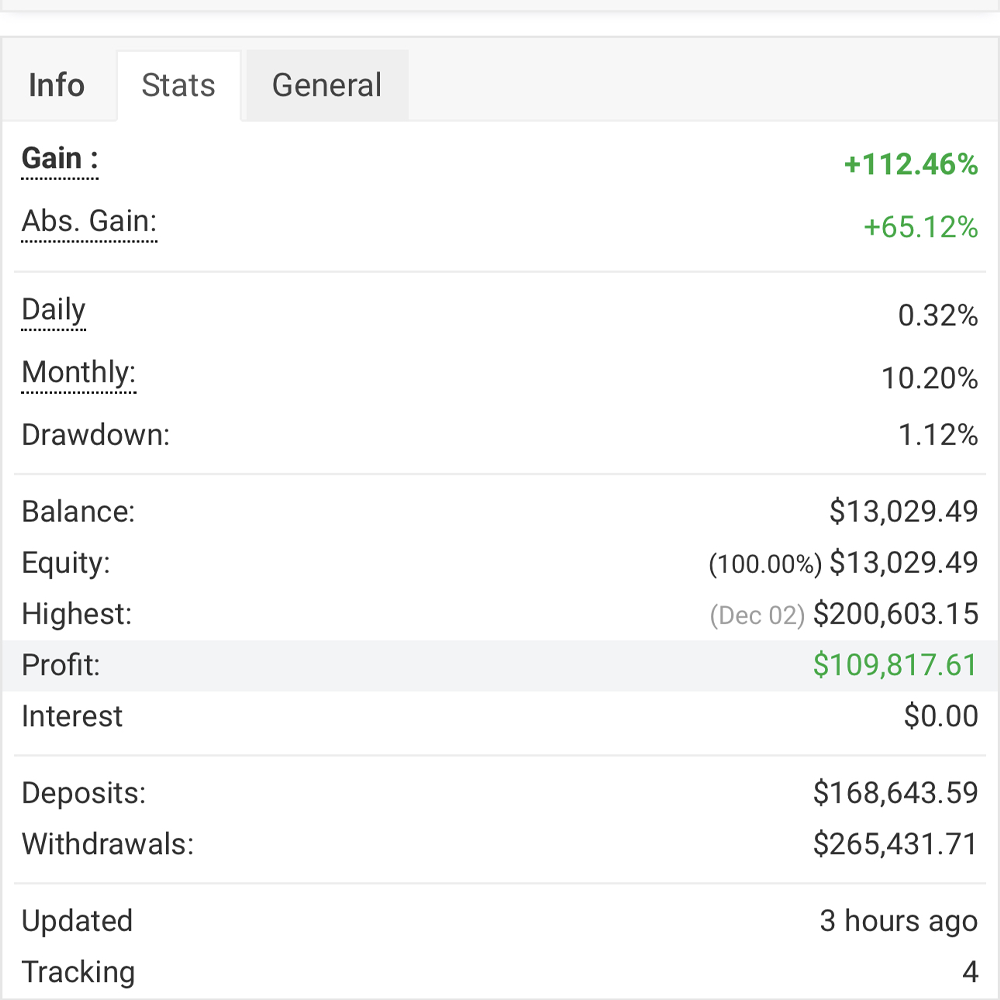 Info Stats General
Gain : +112.46%
Abs. Gain: +65.12%
Daily 0.32%
Monthly: 10.20%
Drawdown: 1.12%
Balance: $13,029.49
Equity: (100.00%) $13,029.49
Highest: (Dec 02) $200,603.15
Profit: $109,817.61
Interest $0.00
Deposits: $168,643.59
Withdrawals: $265,431.71
Updated 3 hours ago
Tracking 4